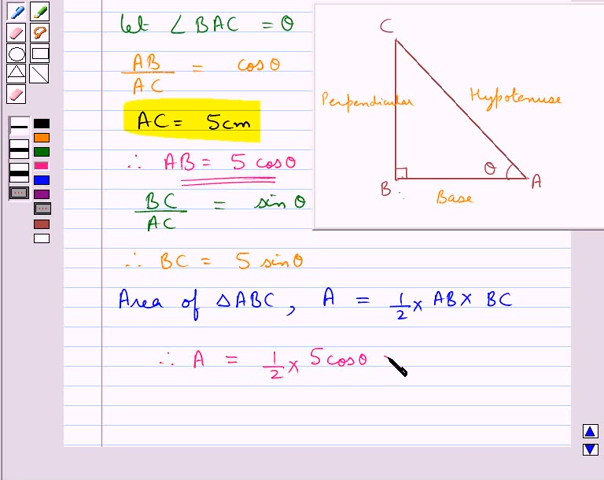 Let ∠BAC = θ
AB/AC = cosθ
AC = 5cm
∴ AB = 5 cosθ
BC/AC = sin θ
∴ BC = 5 sinθ
Area of △ABC, A = 1/2 × AB × BC
∴ A = 1/2 × 5cosθ
C
Perpendicular
Hypotenuse
θ
B
A
Base